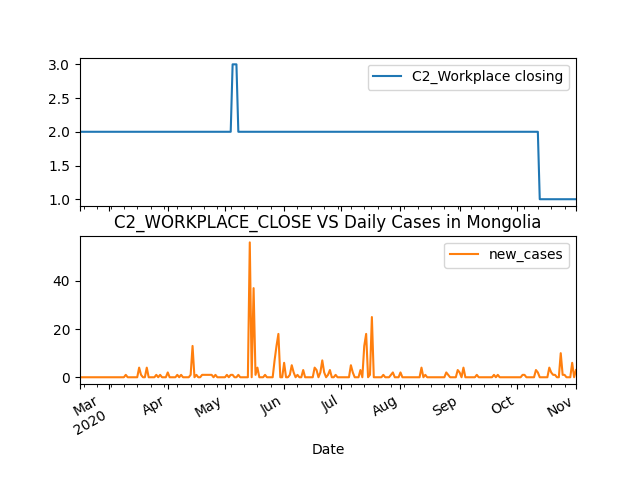 3.0
2.5
2.0
1.5
1.0
C2_Workplace closing
C2_WORKPLACE_CLOSE VS Daily Cases in Mongolia
40
20
0
new_cases
Mar
2020
Apr
May
Jun
Jul
Aug
Sep
Oct
Nov
Date